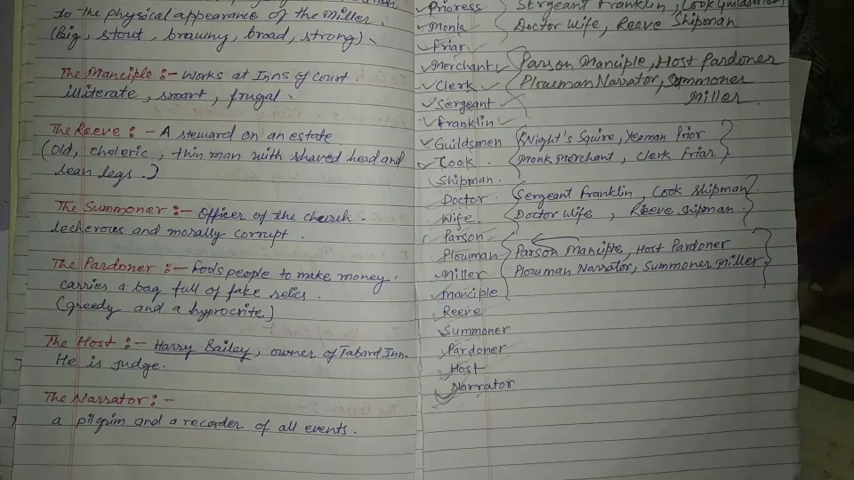 to the physical appearance of the miller.
(Big, stout, brawny, broad, strong).
The Manciple :- Works at Inns of court
illiterate, smart, frugal.
The Reeve :- A steward on an estate
(Old, choleric, thin man with shaved head and
lean legs.)
The Summoner :- Officer of the church.
lecherous and morally corrupt.
The Pardoner :- Fools people to make money,
carries a bag full of fake relics.
(greedy and a hypocrite)
The Host :- Harry Bailey, owner of Tabard Inn.
He is judge.
The Narrator :-
a pilgrim and a recorder of all events.
Prioress
Monk
Friar
Merchant
Clerk
Sergeant
Franklin
Guildsmen
Cook
Shipman
Doctor
Wife
Parson
Plowman
Miller
Manciple
Reeve
Summoner
Pardoner
Host
Narrator
Sergeant Franklin, Cook Guildsmen
Doctor Wife, Reeve Shipman
Parson Manciple, Host Pardoner
Plowman Narrator, Summoner
Miller
Knight's Squire, Yeoman Prior
Monk Merchant, Clerk Friar
Sergeant Franklin, Cook Shipman
Doctor Wife, Reeve Shipman
Parson Manciple, Host Pardoner
Plowman Narrator, Summoner Miller